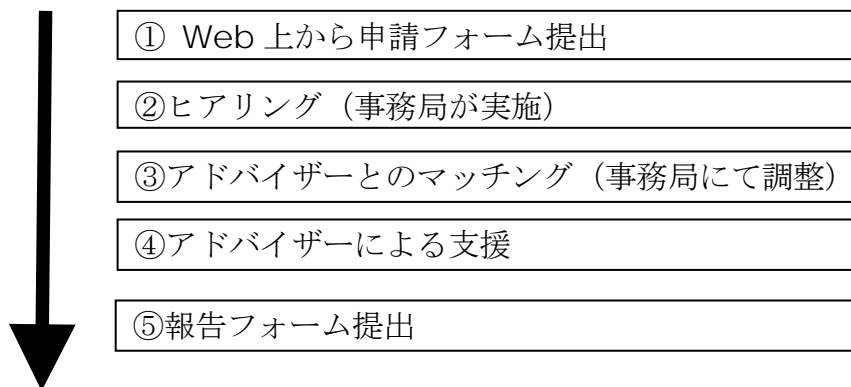 ① Web 上から申請フォーム提出
②ヒアリング（事務局が実施）
③アドバイザーとのマッチング（事務局にて調整）
④アドバイザーによる支援
⑤報告フォーム提出